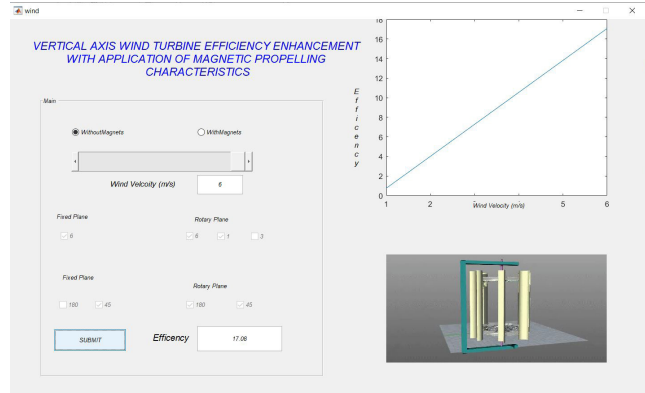 wind
VERTICAL AXIS WIND TURBINE EFFICIENCY ENHANCEMENT
WITH APPLICATION OF MAGNETIC PROPELLING
CHARACTERISTICS
Main
WithoutMagnets
WithMagnets
Wind Velcoity (m/s)
6
Fixed Plane
Rotary Plane
6
6
1
3
Fixed Plane
Rotary Plane
180
45
180
45
SUBMIT
Efficency
17.08
18
16
14
12
10
8
6
4
2
0
Efficency
1
2
Wind Velocity (m/s)
5
6